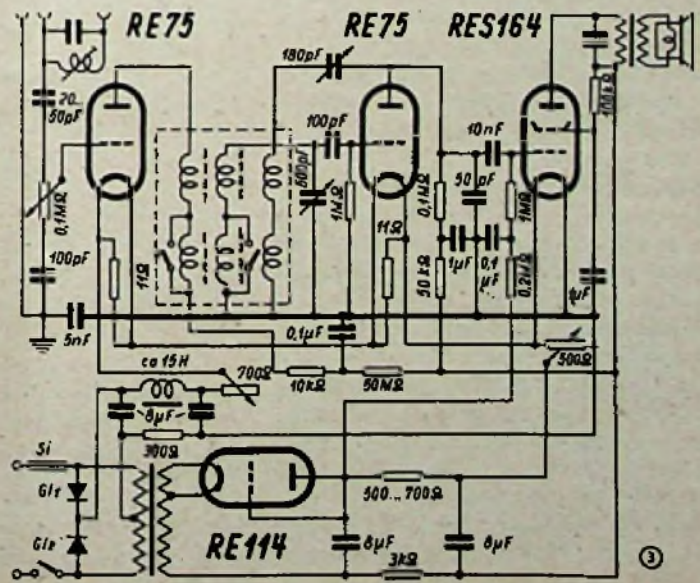 RE75 RE75 RES164
180pF
20...
50pF
100pF
10nF
100kΩ
500pF
50pF
0,1MΩ
1MΩ
0,1MΩ
1MΩ
100pF
11Ω
11Ω
50kΩ
1µF
0,1
µF
0,2MΩ
1µF
5nF
0,1µF
500Ω
ca 15H
700Ω
10kΩ
50MΩ
8µF
300Ω
Si
Gl1
500...700Ω
Gl2
RE114
8µF
3kΩ
8µF
3